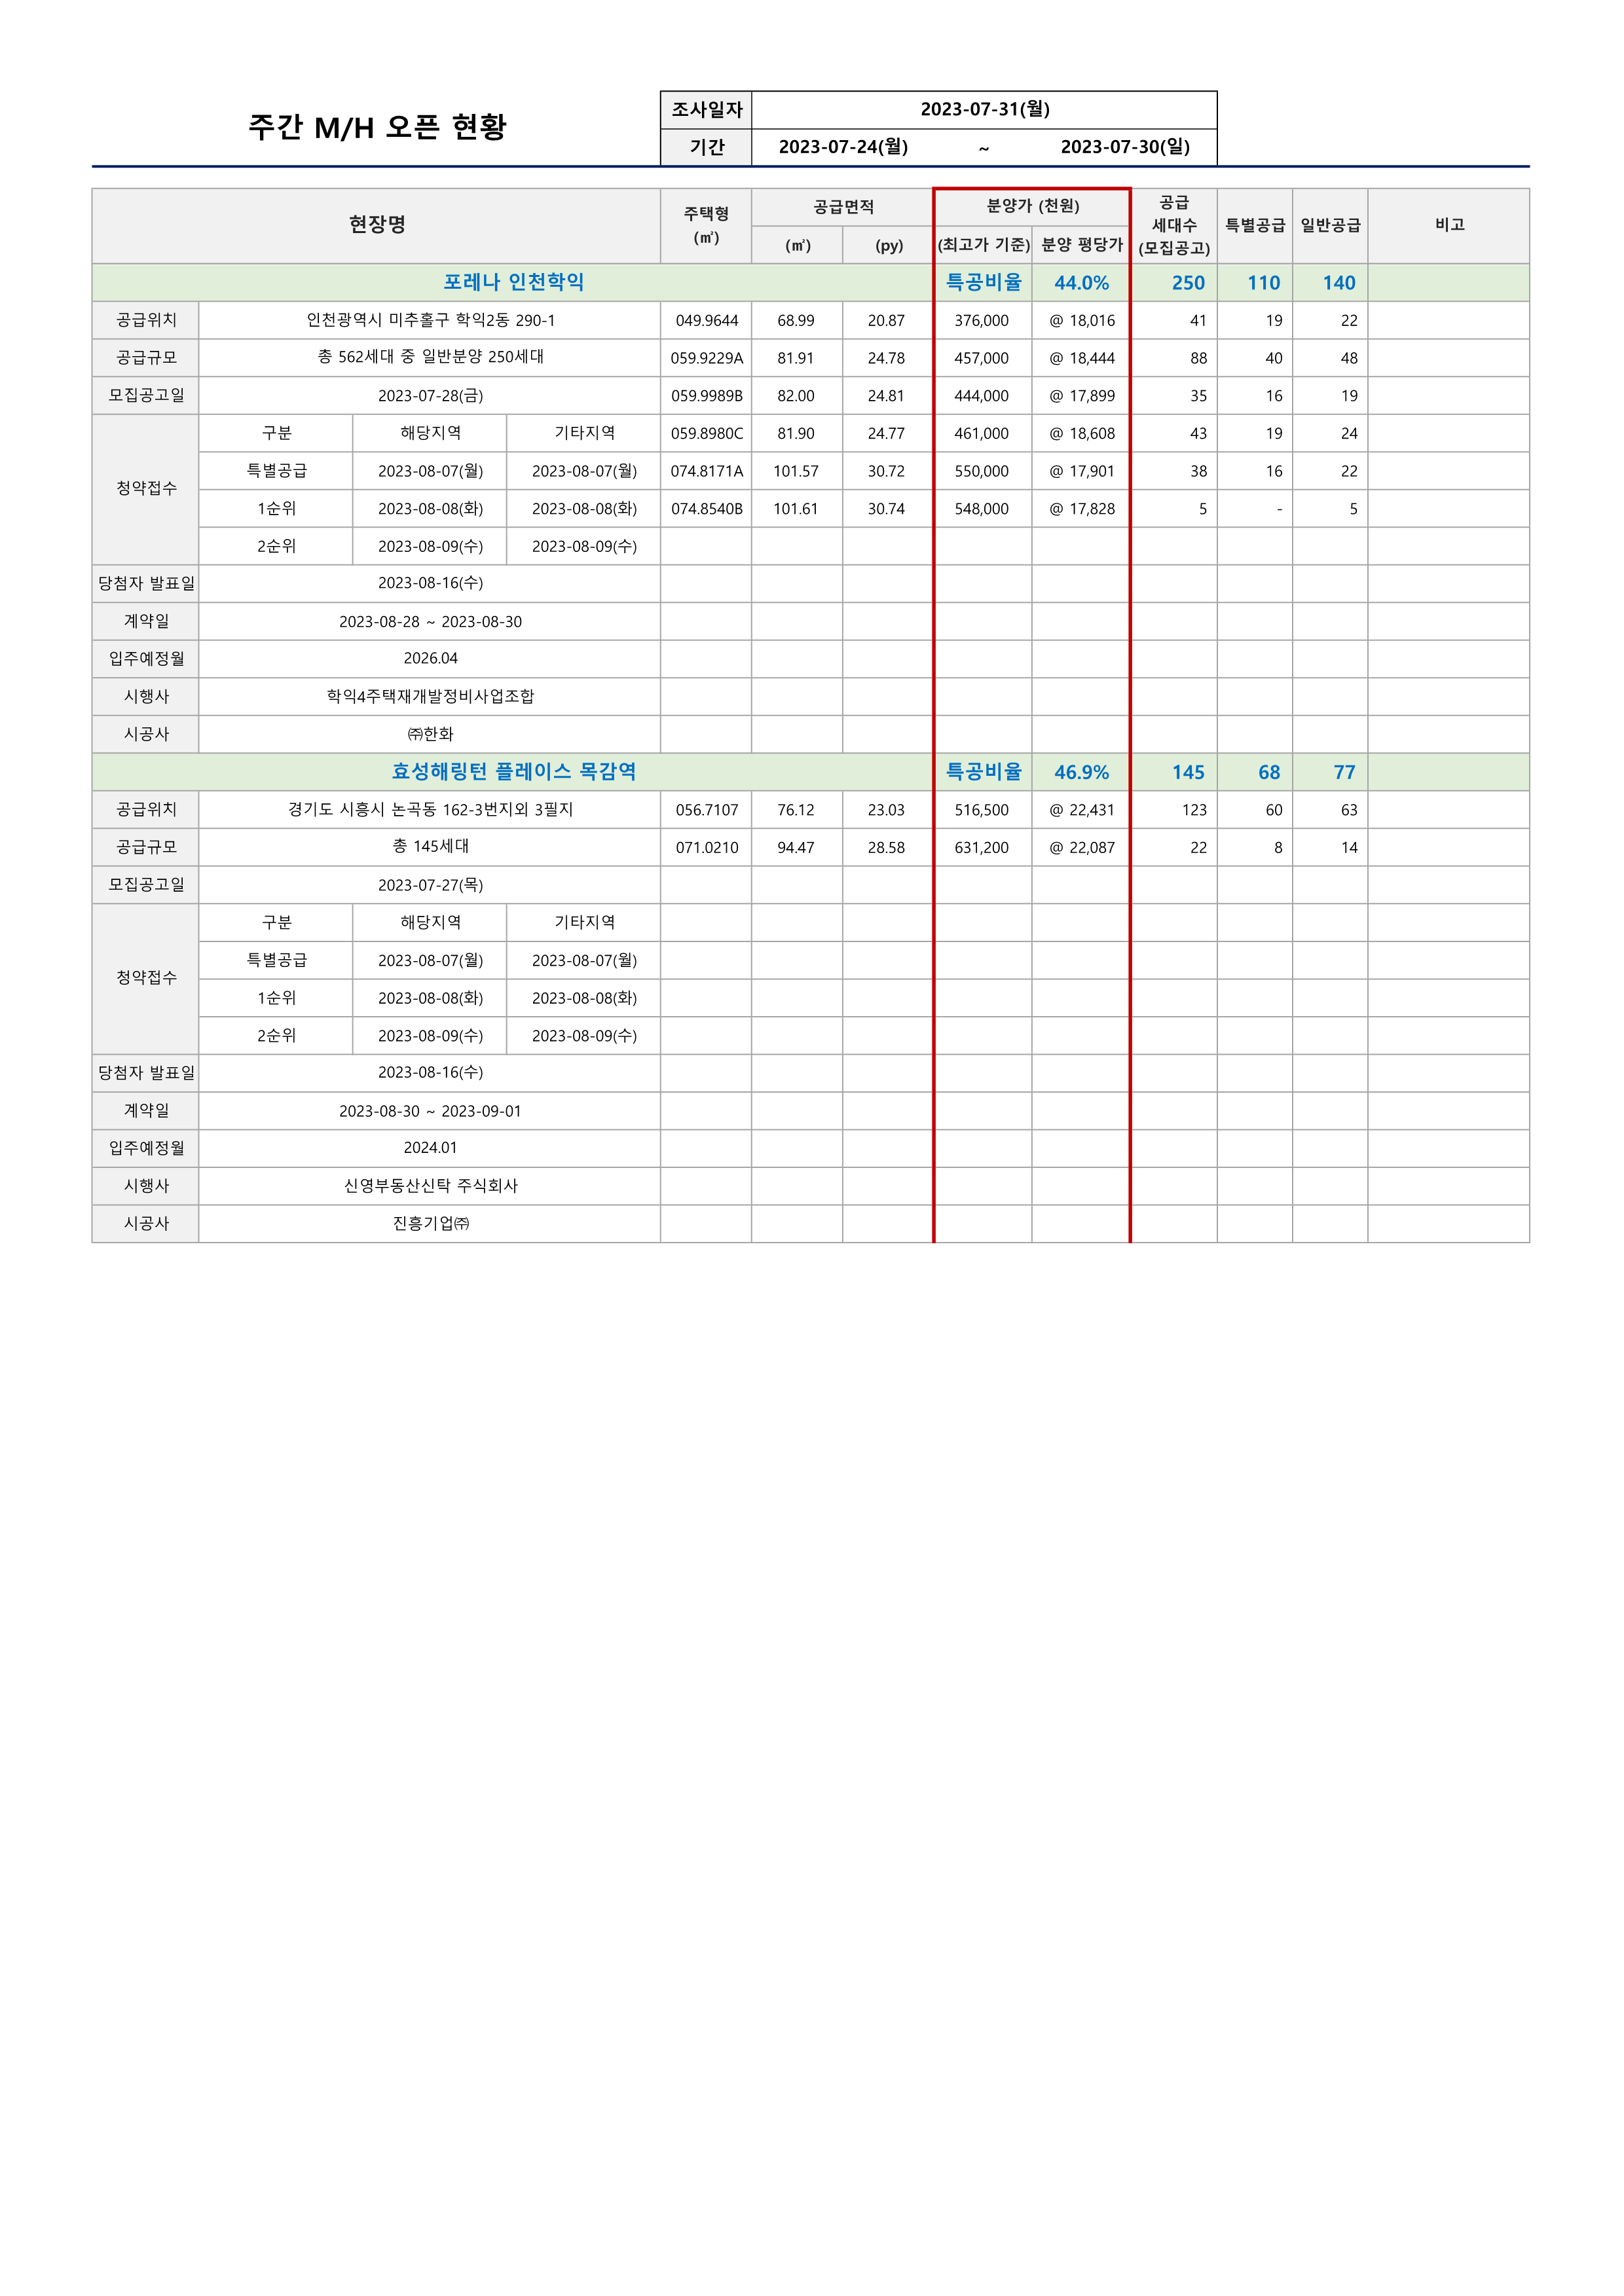 주간 M/H 오픈 현황
조사일자 2023-07-31(월)
기간 2023-07-24(월) ~ 2023-07-30(일)
현장명 주택형 (㎡) 공급면적 분양가 (천원) 공급 세대수 (모집공고) 특별공급 일반공급 비고
(㎡) (py) (최고가 기준) 분양 평당가
포레나 인천학익 특공비율 44.0% 250 110 140
공급위치 인천광역시 미추홀구 학익2동 290-1 049.9644 68.99 20.87 376,000 @ 18,016 41 19 22
공급규모 총 562세대 중 일반분양 250세대 059.9229A 81.91 24.78 457,000 @ 18,444 88 40 48
모집공고일 2023-07-28(금) 059.9989B 82.00 24.81 444,000 @ 17,899 35 16 19
청약접수 구분 해당지역 기타지역 059.8980C 81.90 24.77 461,000 @ 18,608 43 19 24
특별공급 2023-08-07(월) 2023-08-07(월) 074.8171A 101.57 30.72 550,000 @ 17,901 38 16 22
1순위 2023-08-08(화) 2023-08-08(화) 074.8540B 101.61 30.74 548,000 @ 17,828 5 - 5
2순위 2023-08-09(수) 2023-08-09(수)
당첨자 발표일 2023-08-16(수)
계약일 2023-08-28 ~ 2023-08-30
입주예정월 2026.04
시행사 학익4주택재개발정비사업조합
시공사 ㈜한화
효성해링턴 플레이스 목감역 특공비율 46.9% 145 68 77
공급위치 경기도 시흥시 논곡동 162-3번지외 3필지 056.7107 76.12 23.03 516,500 @ 22,431 123 60 63
공급규모 총 145세대 071.0210 94.47 28.58 631,200 @ 22,087 22 8 14
모집공고일 2023-07-27(목)
청약접수 구분 해당지역 기타지역
특별공급 2023-08-07(월) 2023-08-07(월)
1순위 2023-08-08(화) 2023-08-08(화)
2순위 2023-08-09(수) 2023-08-09(수)
당첨자 발표일 2023-08-16(수)
계약일 2023-08-30 ~ 2023-09-01
입주예정월 2024.01
시행사 신영부동산신탁 주식회사
시공사 진흥기업㈜